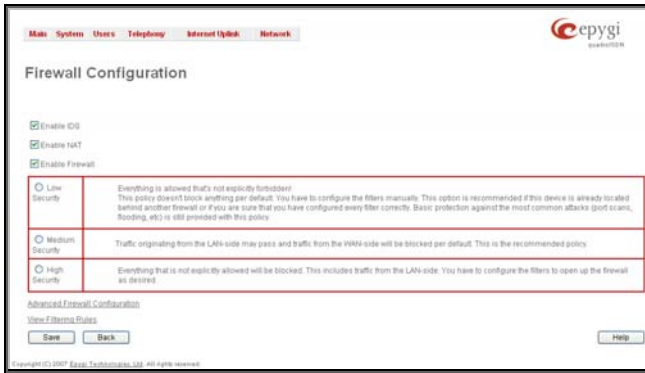 Main System Users Telephony Internet Uplink Network
epygi
quadroISDN
Firewall Configuration
Enable IDS
Enable NAT
Enable Firewall
Low Security
Everything is allowed that's not explicitly forbidden!
This policy doesn't block anything per default. You have to configure the filters manually. This option is recommended if this device is already located
behind another firewall or if you are sure that you have configured every filter correctly. Basic protection against the most common attacks (port scans,
flooding, etc) is still provided with this policy.
Medium Security
Traffic originating from the LAN-side may pass and traffic from the WAN-side will be blocked per default. This is the recommended policy.
High Security
Everything that is not explicitly allowed will be blocked. This includes traffic from the LAN-side. You have to configure the filters to open up the firewall
as desired.
Advanced Firewall Configuration
View Filtering Rules
Save Back Help
Copyright (C) 2007 Epygi Technologies, Ltd. All rights reserved.